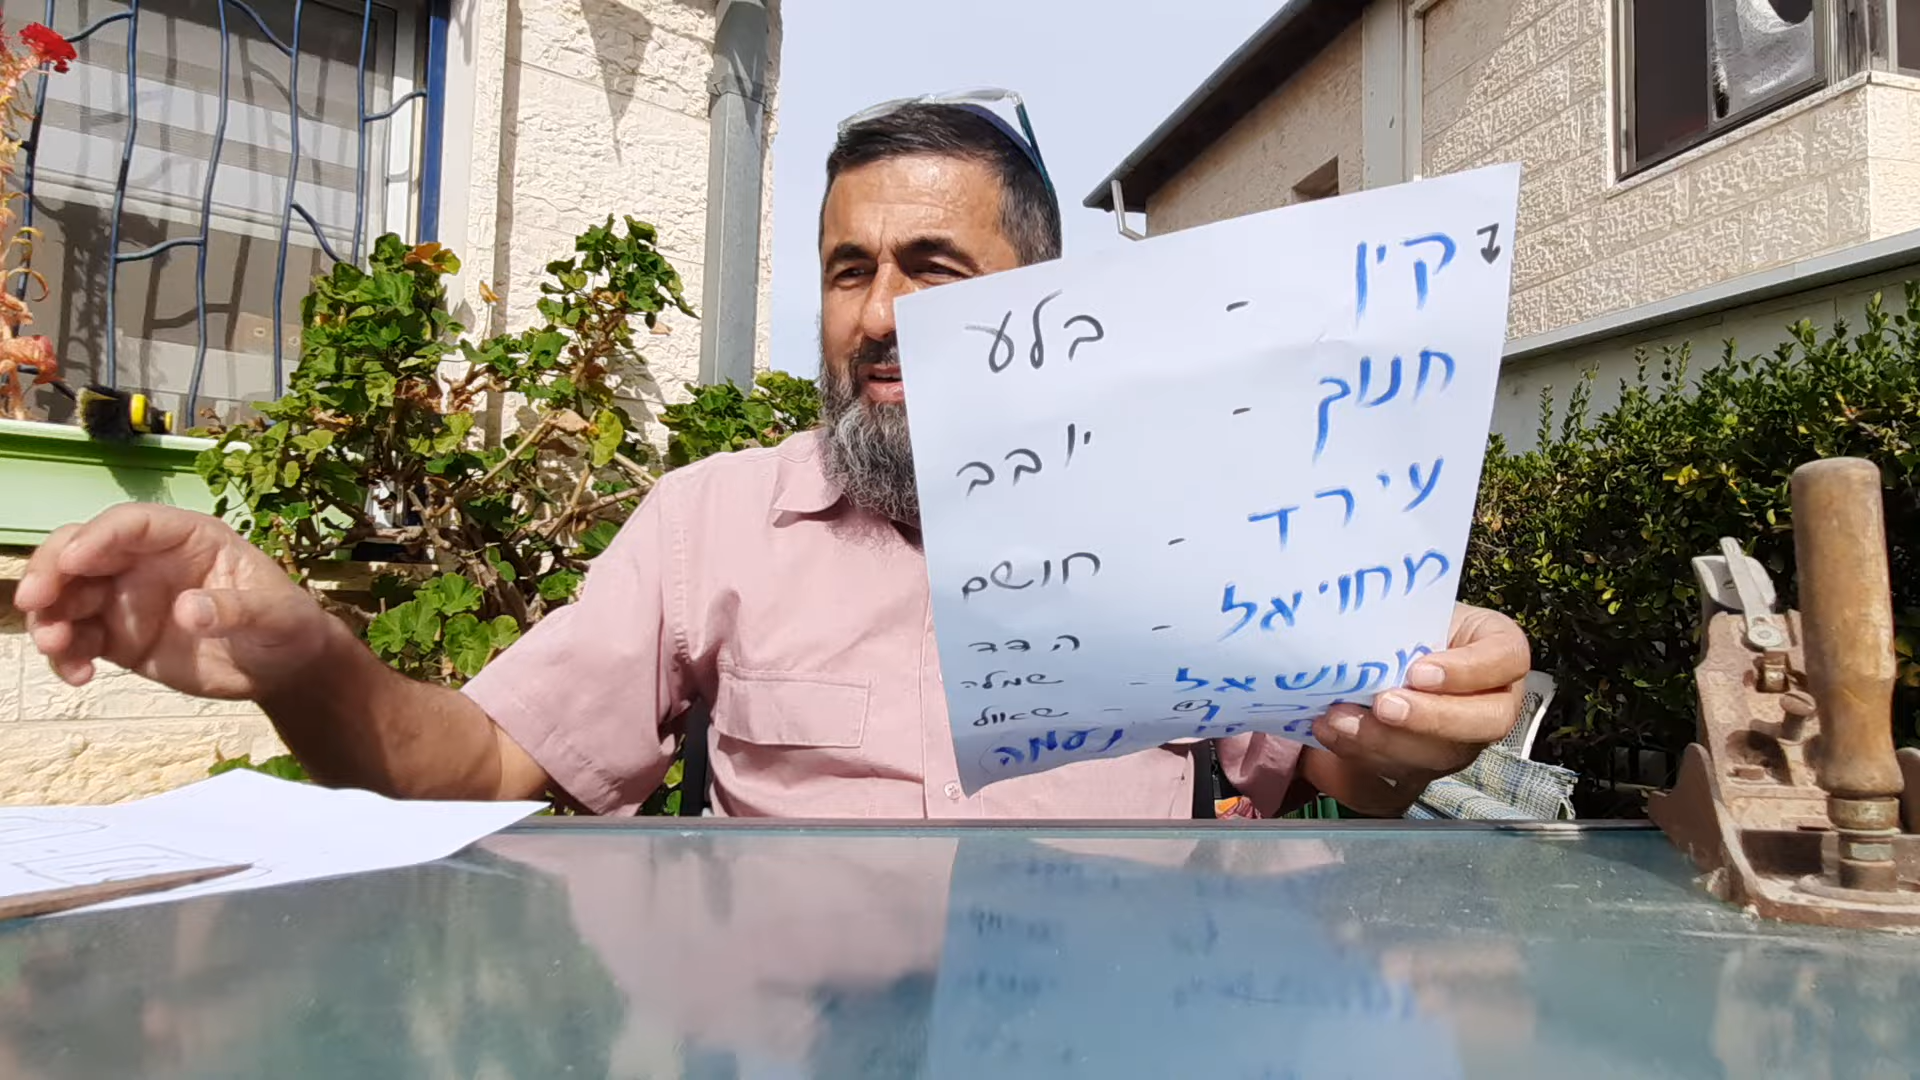 קין - בלע
חנוך - יובב
עירד - חושם
מחויאל - הדד
מתושאל - שמלה
- שאול
נעמה